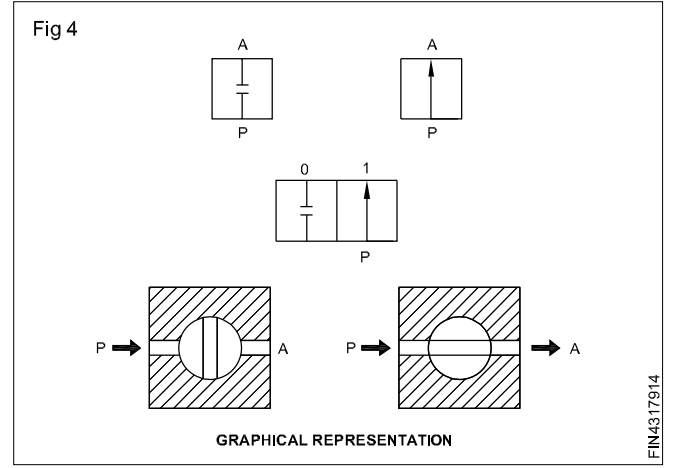 Fig 4
A A
P P
0 1
P
P A P A
GRAPHICAL REPRESENTATION
FIN4317914